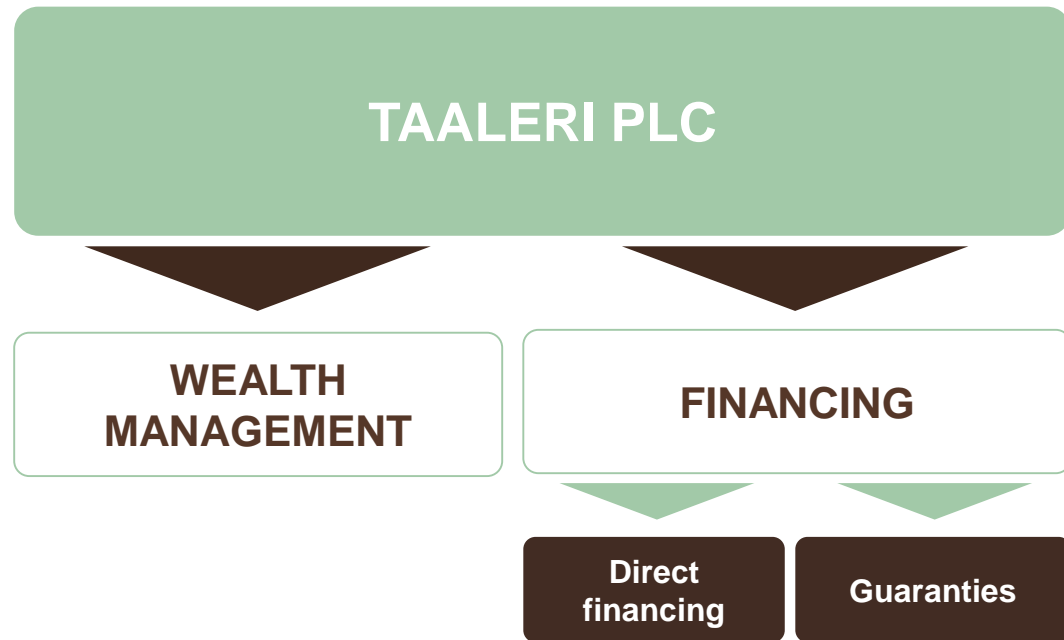 TAALERI PLC
WEALTH
MANAGEMENT
FINANCING
Direct
financing
Guaranties